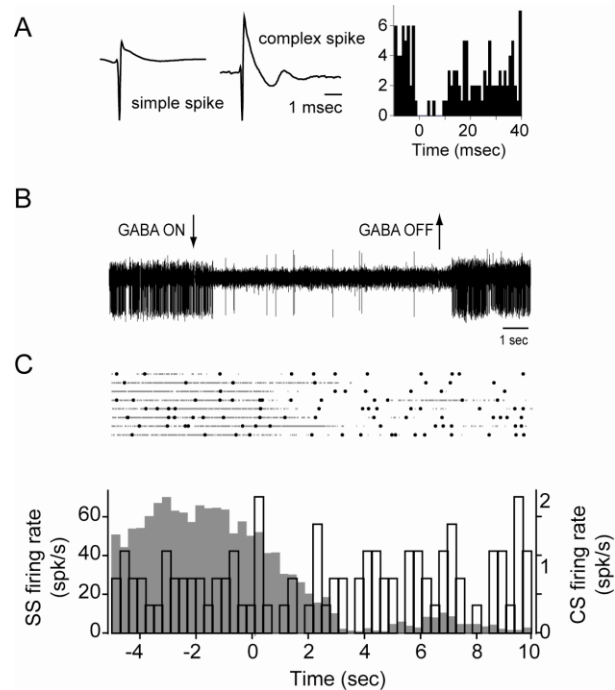 A
simple spike
complex spike
1 msec
6
4
2
0
0 20 40
Time (msec)
B
GABA ON
GABA OFF
1 sec
C
SS firing rate
(spk/s)
60
40
20
0
2
1
0
CS firing rate
(spk/s)
-4 -2 0 2 4 6 8 10
Time (sec)